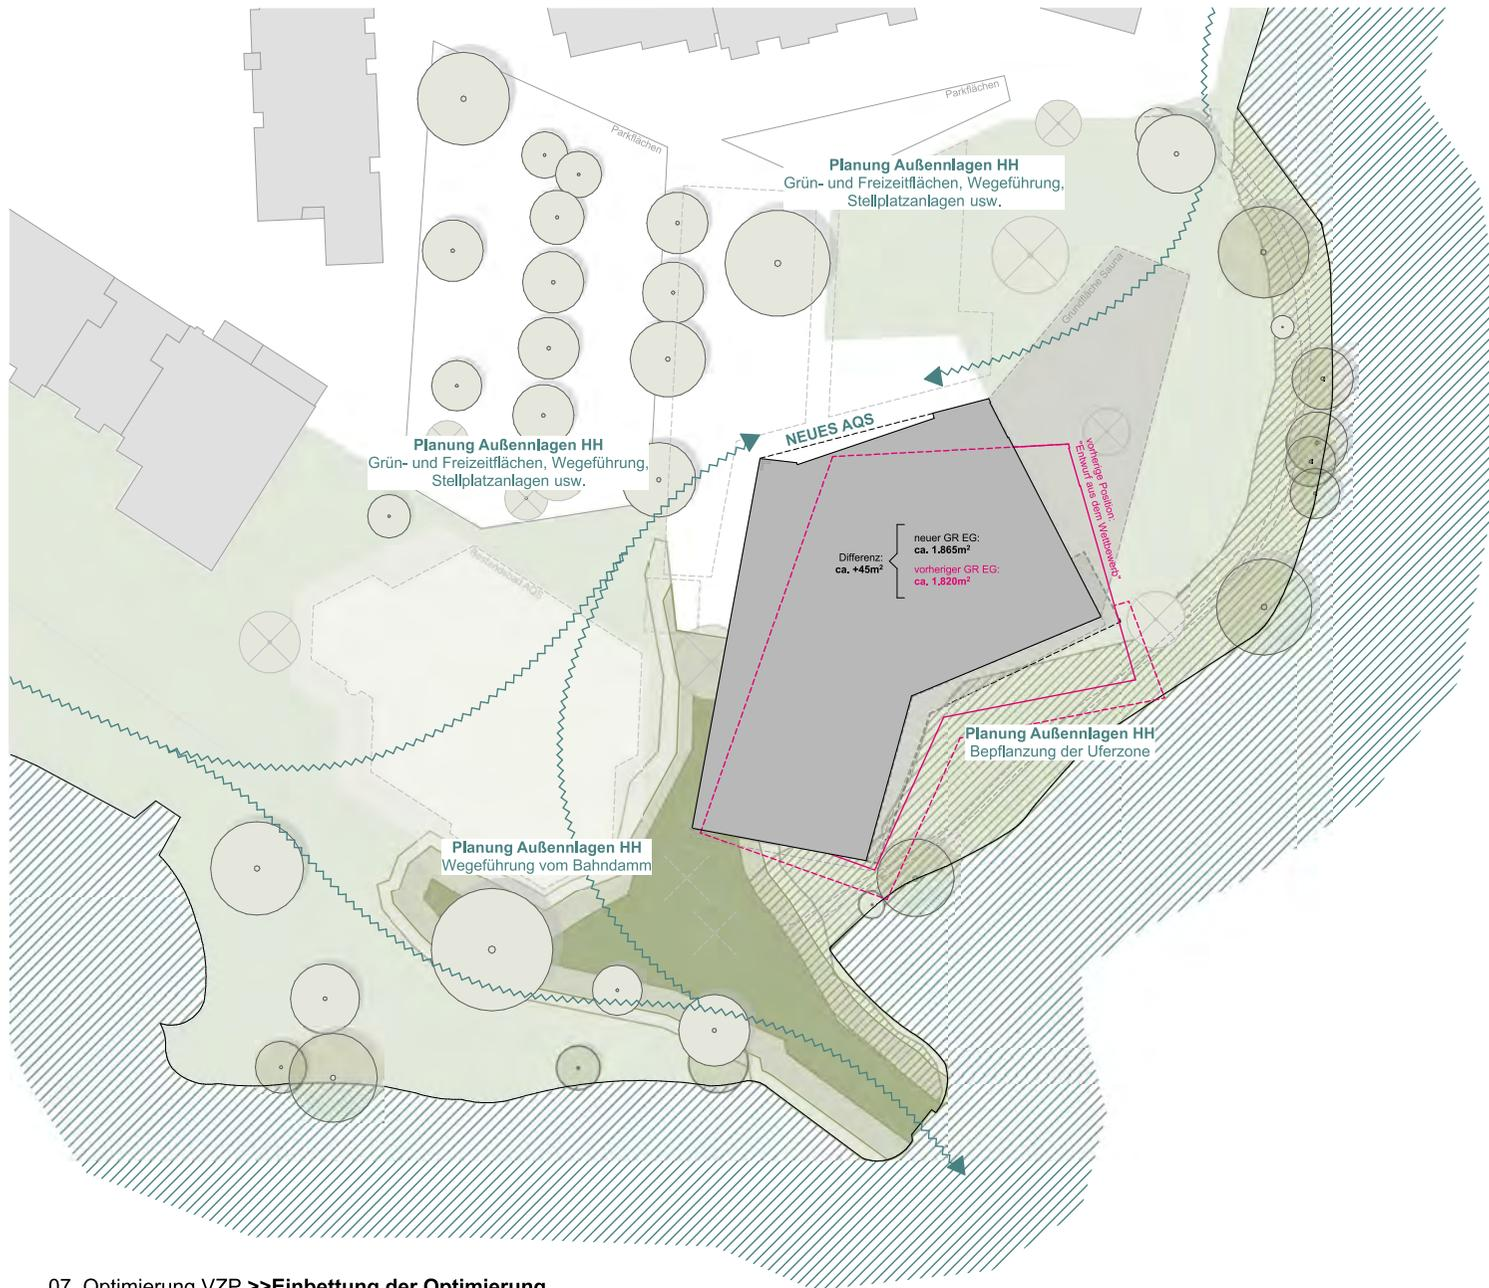 Parkflächen
Parkflächen
Planung Außennlagen HH
Grün- und Freizeitflächen, Wegeführung,
Stellplatzanlagen usw.
Grundfläche Sauna
NEUES AQS
Planung Außennlagen HH
Grün- und Freizeitflächen, Wegeführung,
Stellplatzanlagen usw.
vorherige Position:
"Entwurf aus dem Wettbewerb"
Differenz:
ca. +45m²
neuer GR EG:
ca. 1.865m²
vorheriger GR EG:
ca. 1.820m²
Planung Außennlagen HH
Bepflanzung der Uferzone
Planung Außennlagen HH
Wegeführung vom Bahndamm
07_Optimierung VZP >>Einbettung der Optimierung